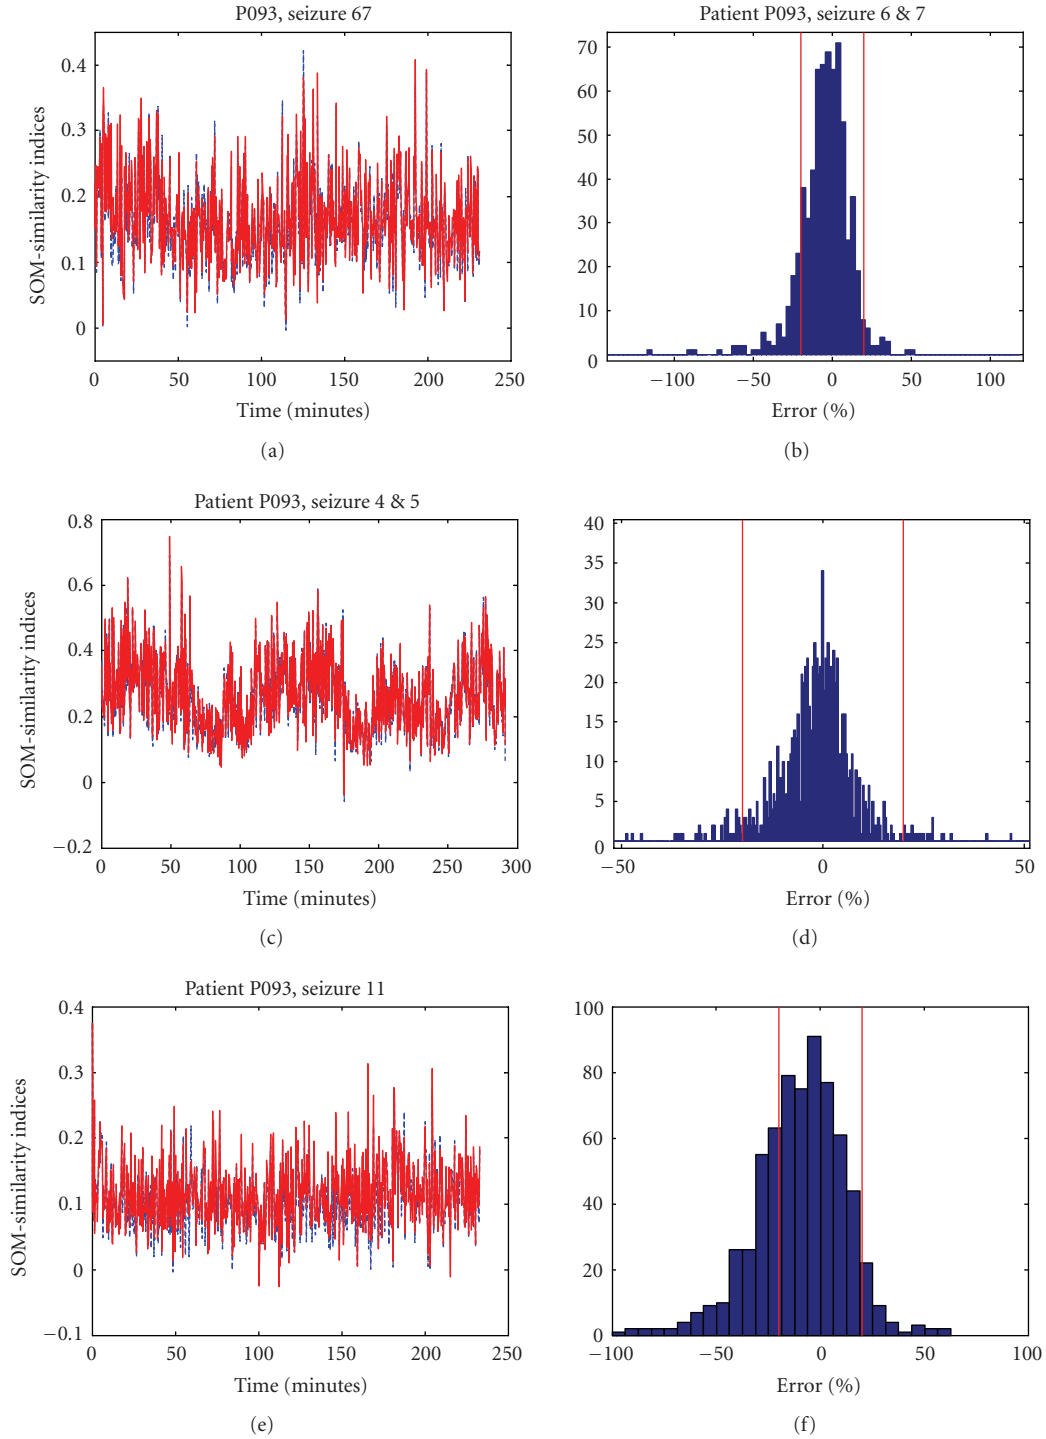 P093, seizure 67
SOM-similarity indices
0.4
0.3
0.2
0.1
0
0 50 100 150 200 250
Time (minutes)
(a)
Patient P093, seizure 6 & 7
70
60
50
40
30
20
10
0
−100 −50 0 50 100
Error (%)
(b)
Patient P093, seizure 4 & 5
SOM-similarity indices
0.8
0.6
0.4
0.2
0
−0.2
0 50 100 150 200 291 300
Time (minutes)
(c)
40
35
30
25
20
15
10
5
0
−50 0 50
Error (%)
(d)
Patient P093, seizure 11
SOM-similarity indices
0.4
0.3
0.2
0.1
0
−0.1
0 50 100 150 200 250
Time (minutes)
(e)
100
80
60
40
20
0
−100 −50 0 50 100
Error (%)
(f)